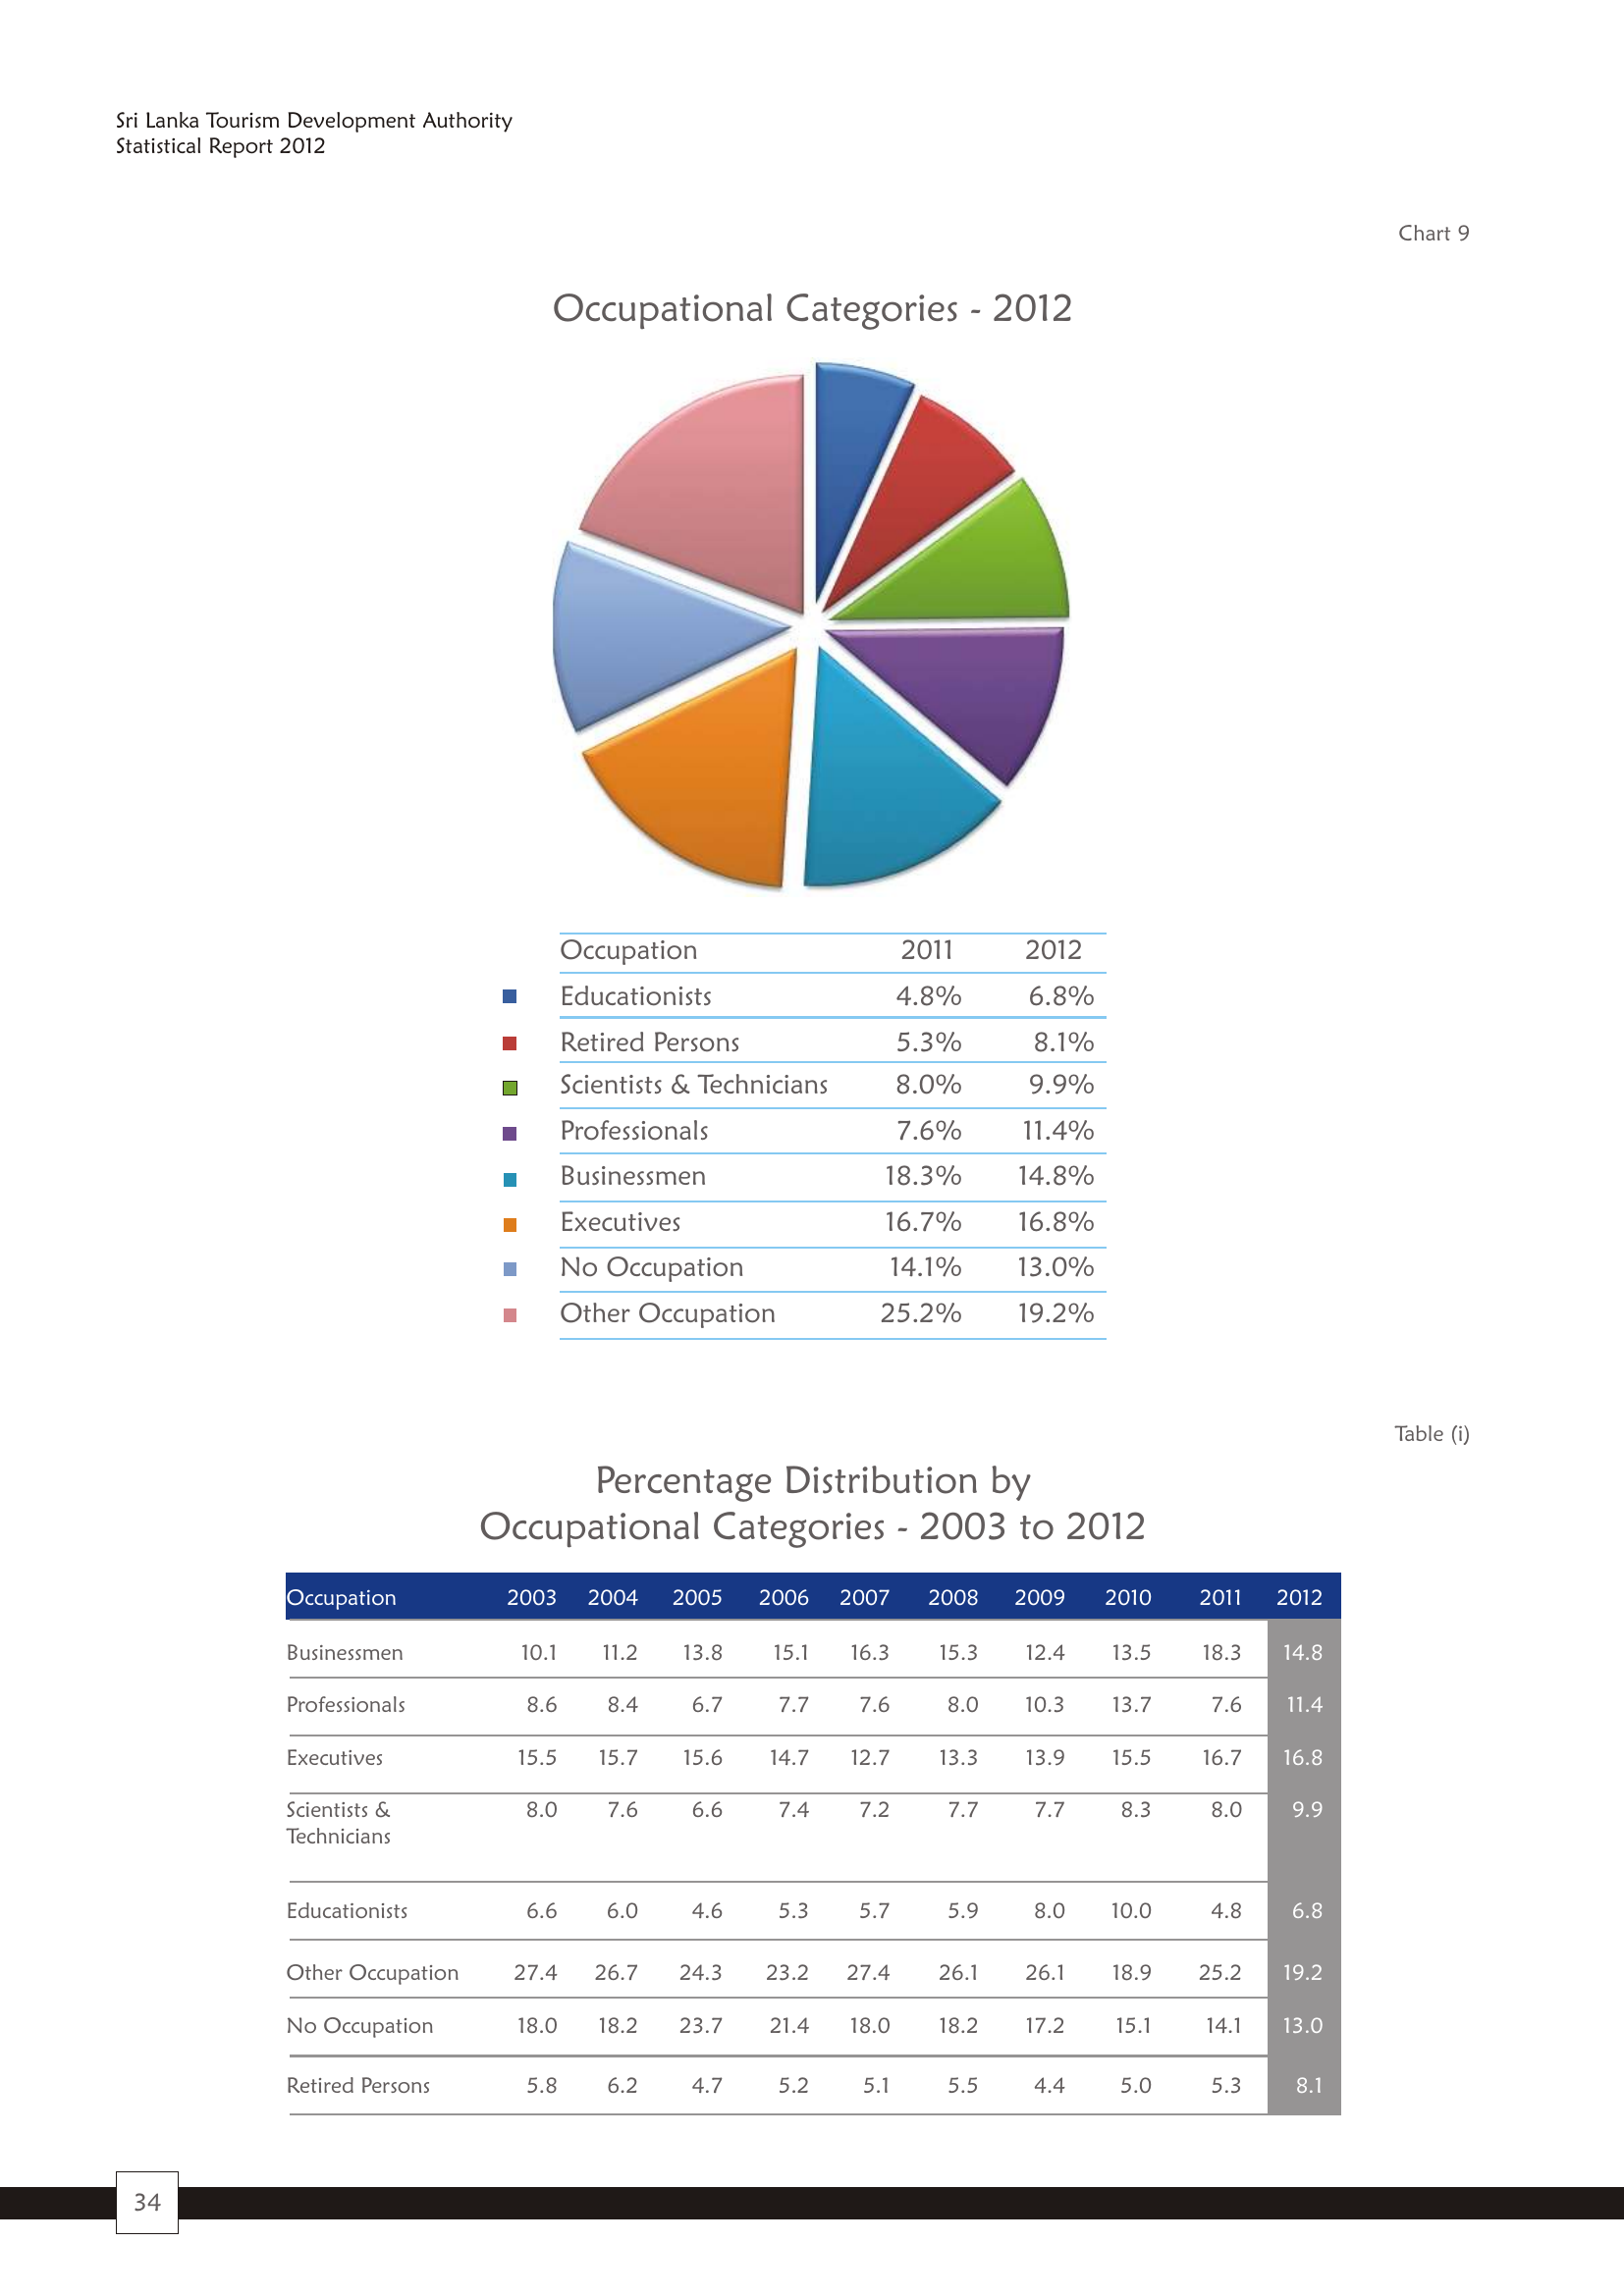 Sri Lanka Tourism Development Authority
Statistical Report 2012
Chart 9
Occupational Categories - 2012
Occupation 2011 2012
Educationists 4.8% 6.8%
Retired Persons 5.3% 8.1%
Scientists & Technicians 8.0% 9.9%
Professionals 7.6% 11.4%
Businessmen 18.3% 14.8%
Executives 16.7% 16.8%
No Occupation 14.1% 13.0%
Other Occupation 25.2% 19.2%
Table (i)
Percentage Distribution by
Occupational Categories - 2003 to 2012
Occupation 2003 2004 2005 2006 2007 2008 2009 2010 2011 2012
Businessmen 10.1 11.2 13.8 15.1 16.3 15.3 12.4 13.5 18.3 14.8
Professionals 8.6 8.4 6.7 7.7 7.6 8.0 10.3 13.7 7.6 11.4
Executives 15.5 15.7 15.6 14.7 12.7 13.3 13.9 15.5 16.7 16.8
Scientists & 8.0 7.6 6.6 7.4 7.2 7.7 7.7 8.3 8.0 9.9
Technicians
Educationists 6.6 6.0 4.6 5.3 5.7 5.9 8.0 10.0 4.8 6.8
Other Occupation 27.4 26.7 24.3 23.2 27.4 26.1 26.1 18.9 25.2 19.2
No Occupation 18.0 18.2 23.7 21.4 18.0 18.2 17.2 15.1 14.1 13.0
Retired Persons 5.8 6.2 4.7 5.2 5.1 5.5 4.4 5.0 5.3 8.1
34